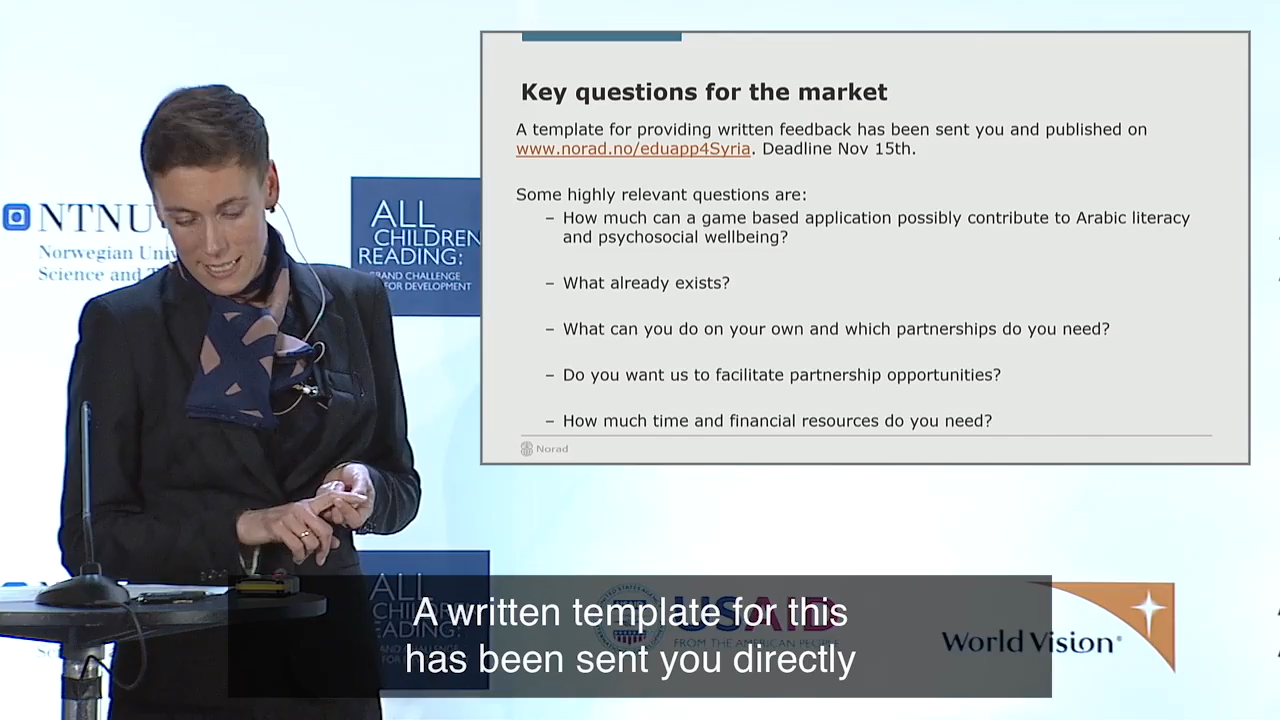 Key questions for the market
A template for providing written feedback has been sent you and published on
www.norad.no/eduapp4Syria. Deadline Nov 15th.
Some highly relevant questions are:
– How much can a game based application possibly contribute to Arabic literacy
and psychosocial wellbeing?
– What already exists?
– What can you do on your own and which partnerships do you need?
– Do you want us to facilitate partnership opportunities?
– How much time and financial resources do you need?
Norad
NTNU
Norwegian
Science and
ALL
CHILDREN
READING:
GRAND CHALLENGE
FOR DEVELOPMENT
ALL
USAID
FROM THE AMERICAN PEOPLE
World Vision
A written template for this
has been sent you directly